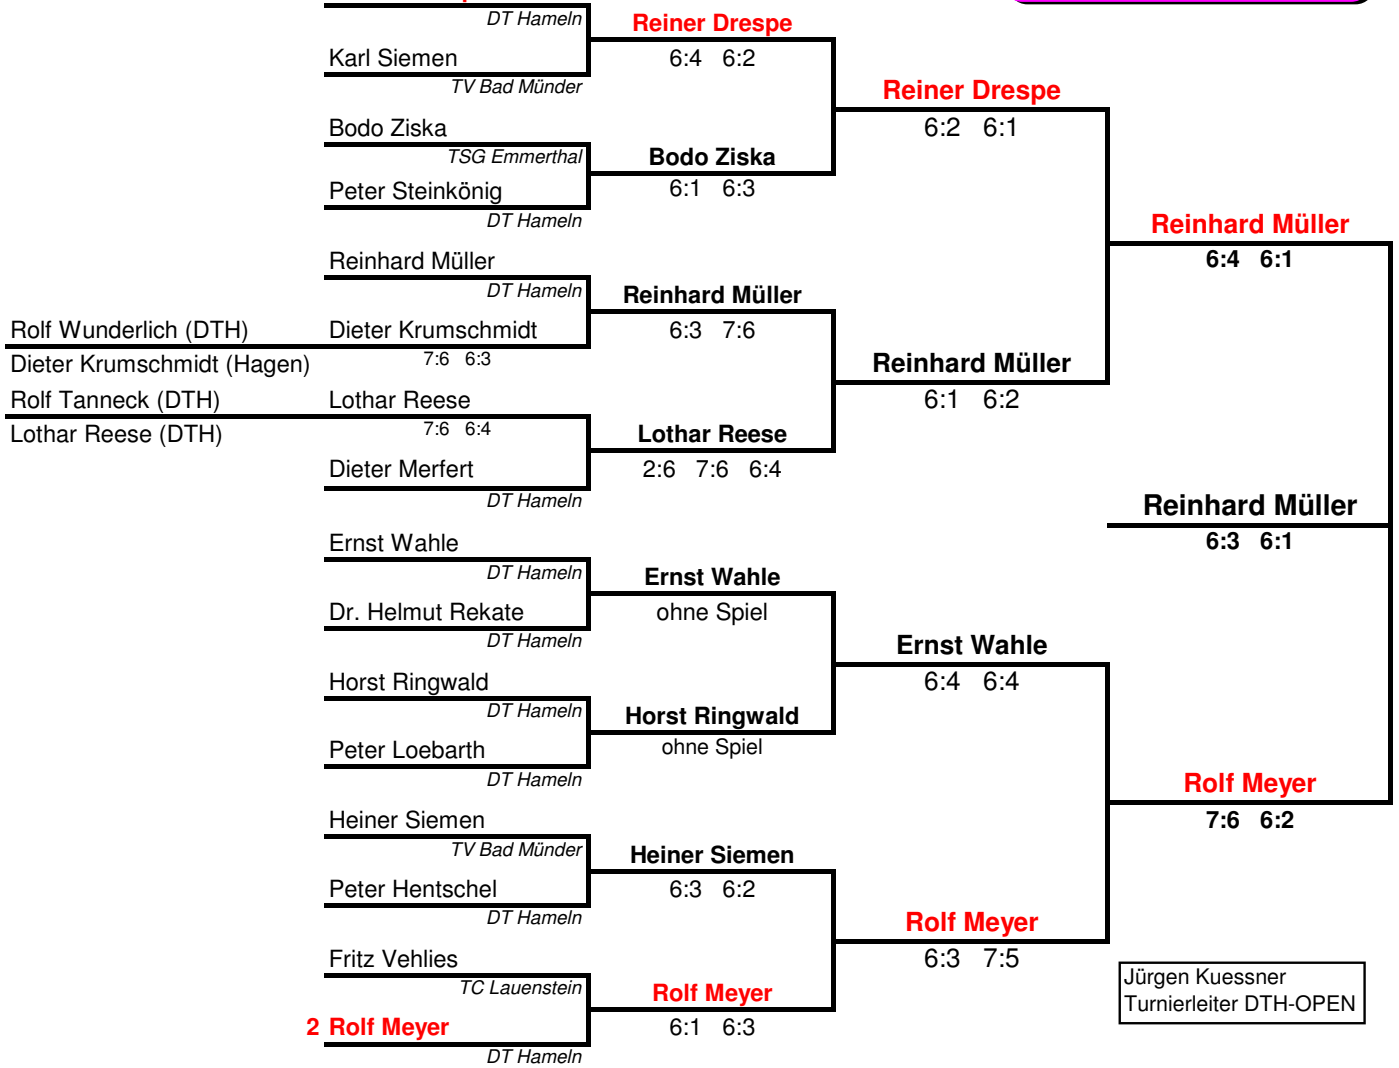 DT Hameln
Reiner Drespe
Karl Siemen
6:4 6:2
TV Bad Münder
Reiner Drespe
Bodo Ziska
6:2 6:1
TSG Emmerthal
Bodo Ziska
Peter Steinkönig
6:1 6:3
DT Hameln
Reinhard Müller
Reinhard Müller
6:4 6:1
DT Hameln
Reinhard Müller
Rolf Wunderlich (DTH)
Dieter Krumschmidt
6:3 7:6
Dieter Krumschmidt (Hagen)
7:6 6:3
Reinhard Müller
Rolf Tanneck (DTH)
Lothar Reese
6:1 6:2
Lothar Reese (DTH)
7:6 6:4
Lothar Reese
Dieter Merfert
2:6 7:6 6:4
DT Hameln
Reinhard Müller
Ernst Wahle
6:3 6:1
DT Hameln
Ernst Wahle
Dr. Helmut Rekate
ohne Spiel
DT Hameln
Ernst Wahle
Horst Ringwald
6:4 6:4
DT Hameln
Horst Ringwald
Peter Loebarth
ohne Spiel
DT Hameln
Rolf Meyer
Heiner Siemen
7:6 6:2
TV Bad Münder
Heiner Siemen
Peter Hentschel
6:3 6:2
DT Hameln
Rolf Meyer
Fritz Vehlies
6:3 7:5
TC Lauenstein
Rolf Meyer
2 Rolf Meyer
6:1 6:3
DT Hameln
Jürgen Kuessner
Turnierleiter DTH-OPEN